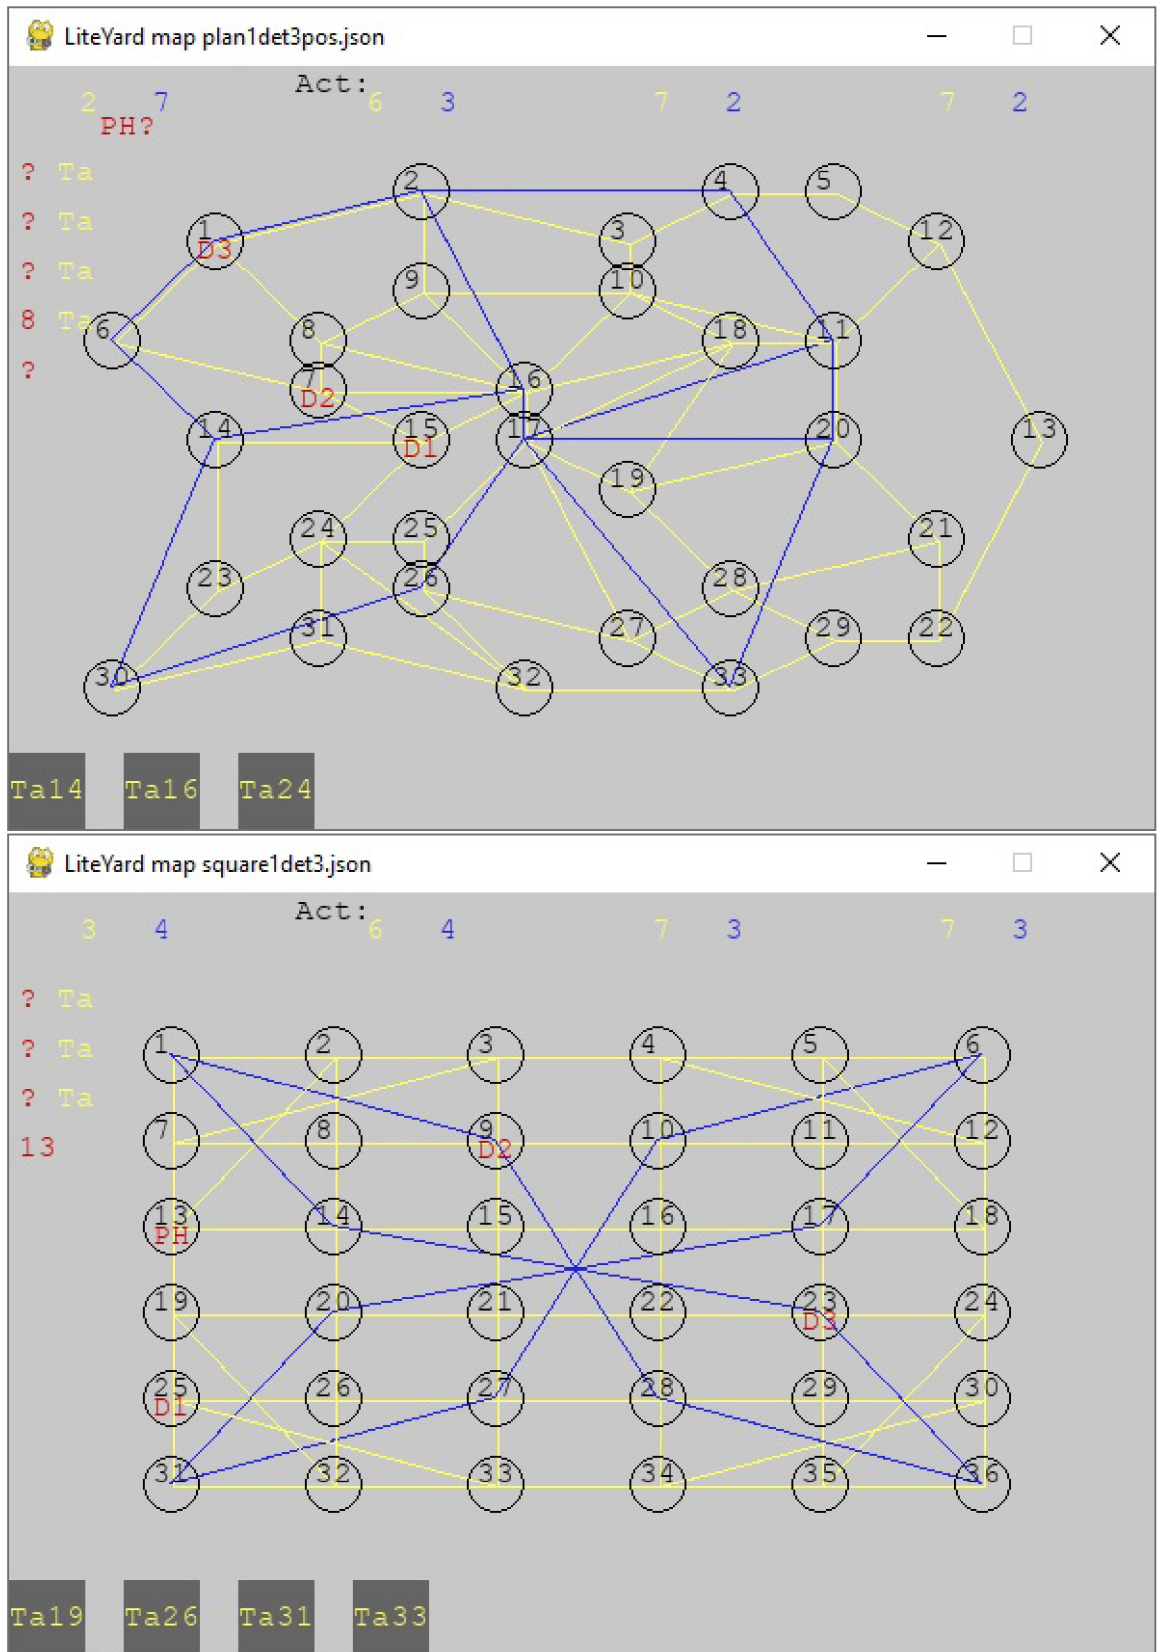 LiteYard map plan1det3pos.json
Act:
2 7 6 3 7 2 7 2
PH?
? Ta
? Ta
? Ta
8 Ta
?
2 4 5
1 3 12
D3
9 10
6 8 18 11
7 16
D2
14 15 17 20 13
D1
19
24 25 21
23 26 28
31 27 29 22
30 32 33
Ta14 Ta16 Ta24
LiteYard map square1det3.json
Act:
3 4 6 4 7 3 7 3
? Ta
? Ta
? Ta
13
1 2 3 4 5 6
7 8 9 10 11 12
D2
13 14 15 16 17 18
PH
19 20 21 22 23 24
D3
25 26 27 28 29 30
D1
31 32 33 34 35 36
Ta19 Ta26 Ta31 Ta33